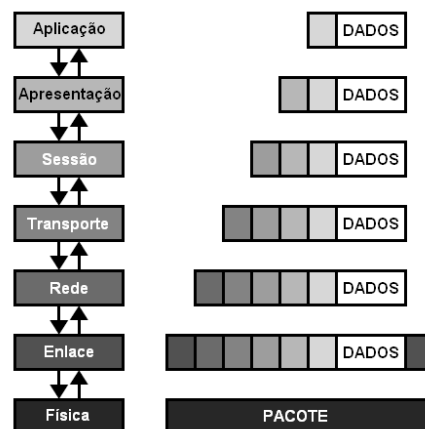 Aplicação DADOS
Apresentação DADOS
Sessão DADOS
Transporte DADOS
Rede DADOS
Enlace DADOS
Física PACOTE